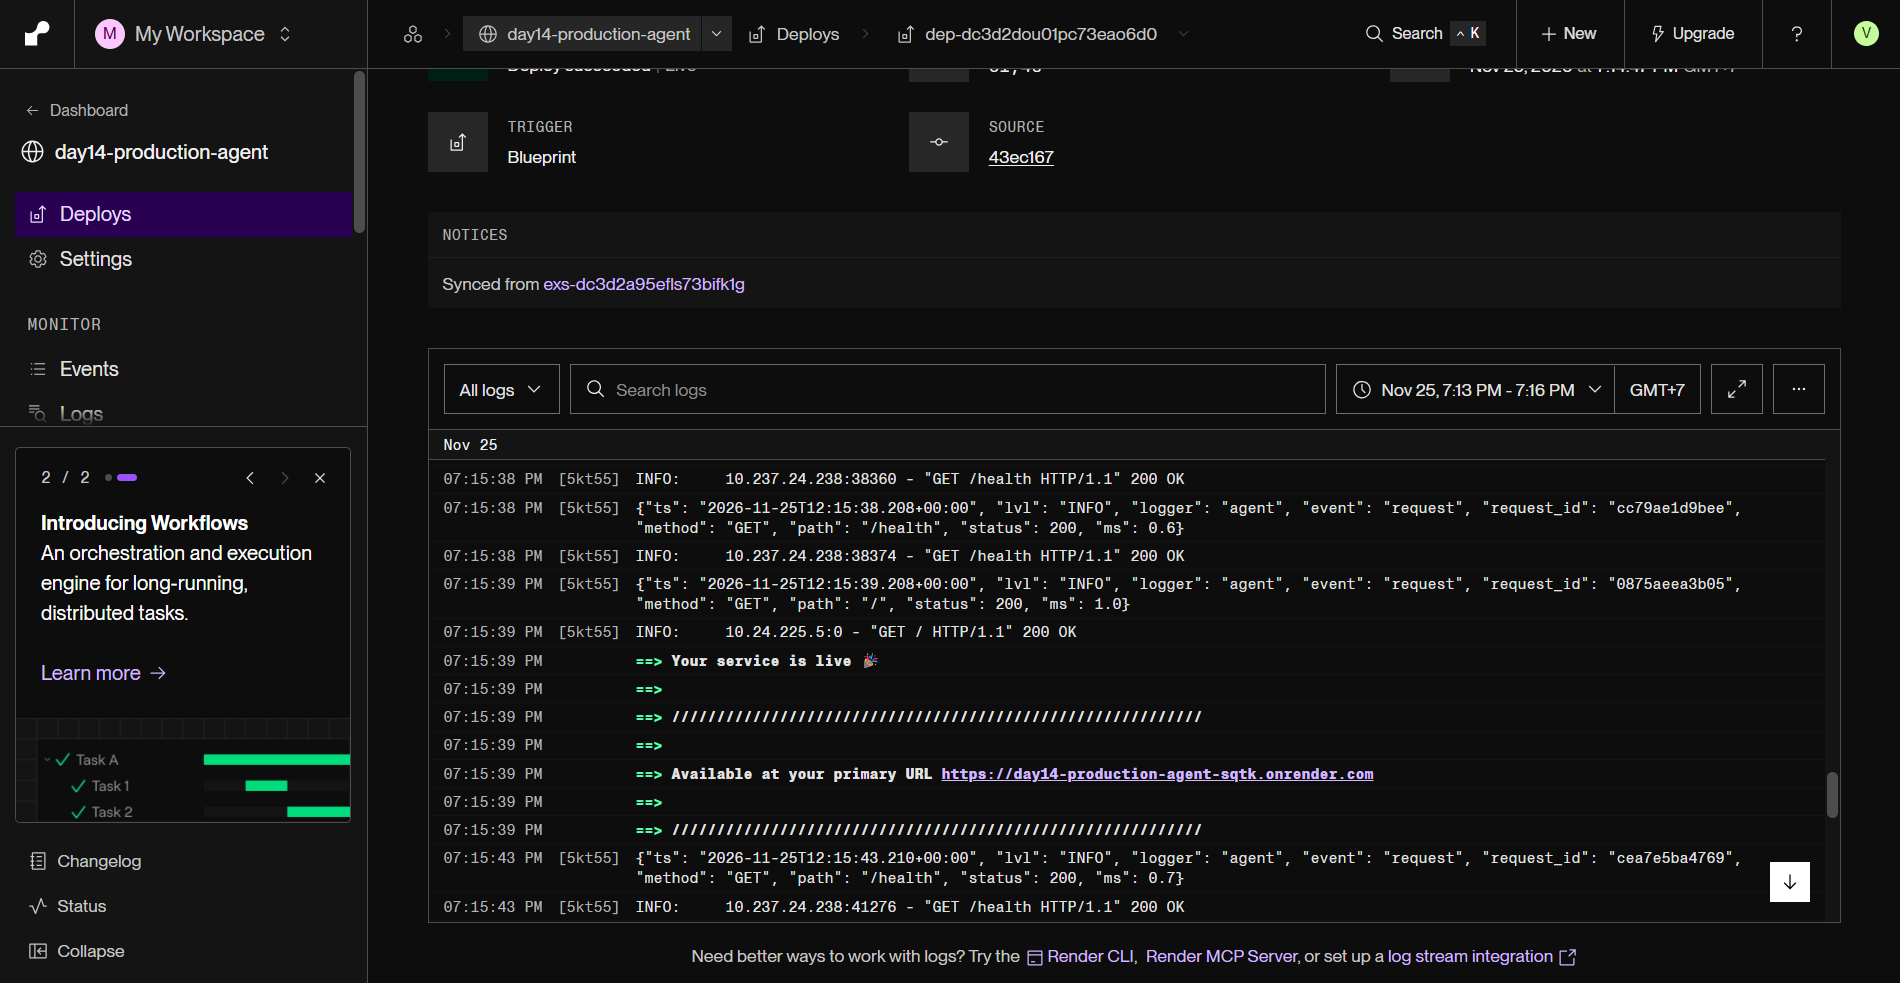 M My Workspace
day14-production-agent
Deploys
dep-dc3d2dou01pc73eao6d0
Search ^ K
+ New
Upgrade
?
V
← Dashboard
day14-production-agent
Deploys
Settings
MONITOR
Events
Logs
2 / 2
Introducing Workflows
An orchestration and execution
engine for long-running,
distributed tasks.
Learn more →
Task A
Task 1
Task 2
Changelog
Status
Collapse
TRIGGER
Blueprint
SOURCE
43ec167
NOTICES
Synced from exs-dc3d2a95efls73bifk1g
All logs
Search logs
Nov 25, 7:13 PM - 7:16 PM
GMT+7
...
Nov 25
07:15:38 PM [5kt55] INFO: 10.237.24.238:38360 - "GET /health HTTP/1.1" 200 OK
07:15:38 PM [5kt55] {"ts": "2026-11-25T12:15:38.208+00:00", "lvl": "INFO", "logger": "agent", "event": "request", "request_id": "cc79ae1d9bee",
"method": "GET", "path": "/health", "status": 200, "ms": 0.6}
07:15:38 PM [5kt55] INFO: 10.237.24.238:38374 - "GET /health HTTP/1.1" 200 OK
07:15:39 PM [5kt55] {"ts": "2026-11-25T12:15:39.208+00:00", "lvl": "INFO", "logger": "agent", "event": "request", "request_id": "0875aeea3b05",
"method": "GET", "path": "/", "status": 200, "ms": 1.0}
07:15:39 PM [5kt55] INFO: 10.24.225.5:0 - "GET / HTTP/1.1" 200 OK
07:15:39 PM ==> Your service is live 🎉
07:15:39 PM ==>
07:15:39 PM ==> ///////////////////////////////////////////////////////////
07:15:39 PM ==>
07:15:39 PM ==> Available at your primary URL https://day14-production-agent-sqtk.onrender.com
07:15:39 PM ==>
07:15:39 PM ==> ///////////////////////////////////////////////////////////
07:15:43 PM [5kt55] {"ts": "2026-11-25T12:15:43.210+00:00", "lvl": "INFO", "logger": "agent", "event": "request", "request_id": "cea7e5ba4769",
"method": "GET", "path": "/health", "status": 200, "ms": 0.7}
07:15:43 PM [5kt55] INFO: 10.237.24.238:41276 - "GET /health HTTP/1.1" 200 OK
Need better ways to work with logs? Try the Render CLI, Render MCP Server, or set up a log stream integration